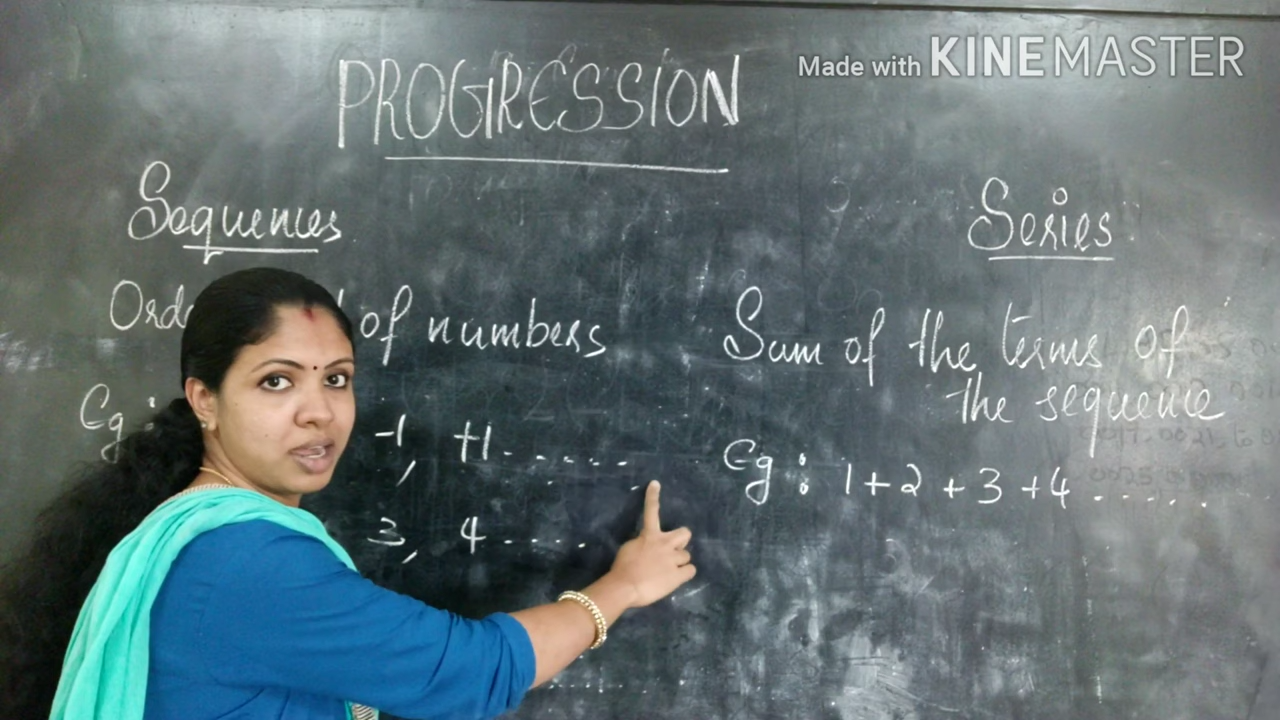 Made with KINEMASTER
PROGRESSION
Sequences
Series
of numbers
Sum of the terms of
the sequence
Eg :
-1, +1......
Eg : 1+2+3+4......
3, 4....